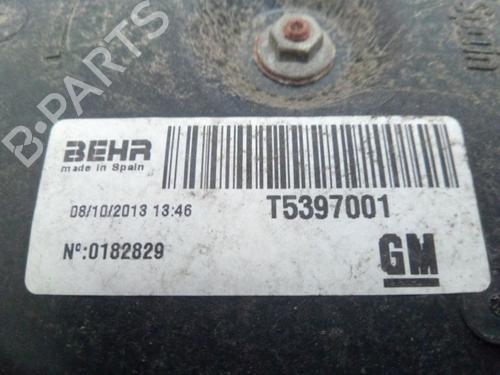 B-PARTS
BEHR
made in Spain
08/10/2013 13:46
T5397001
Nº:0182829
GM